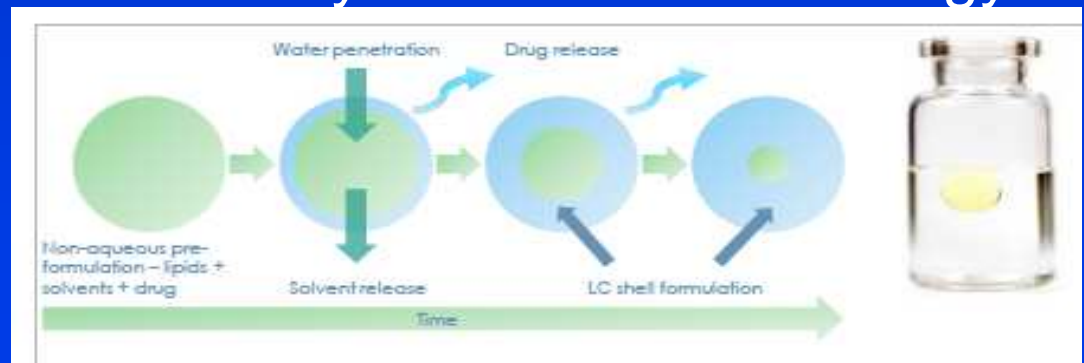 Water penetration
Drug release
Non-aqueous pre-
formulation – lipids +
solvents + drug
Solvent release
LC shell formulation
Time